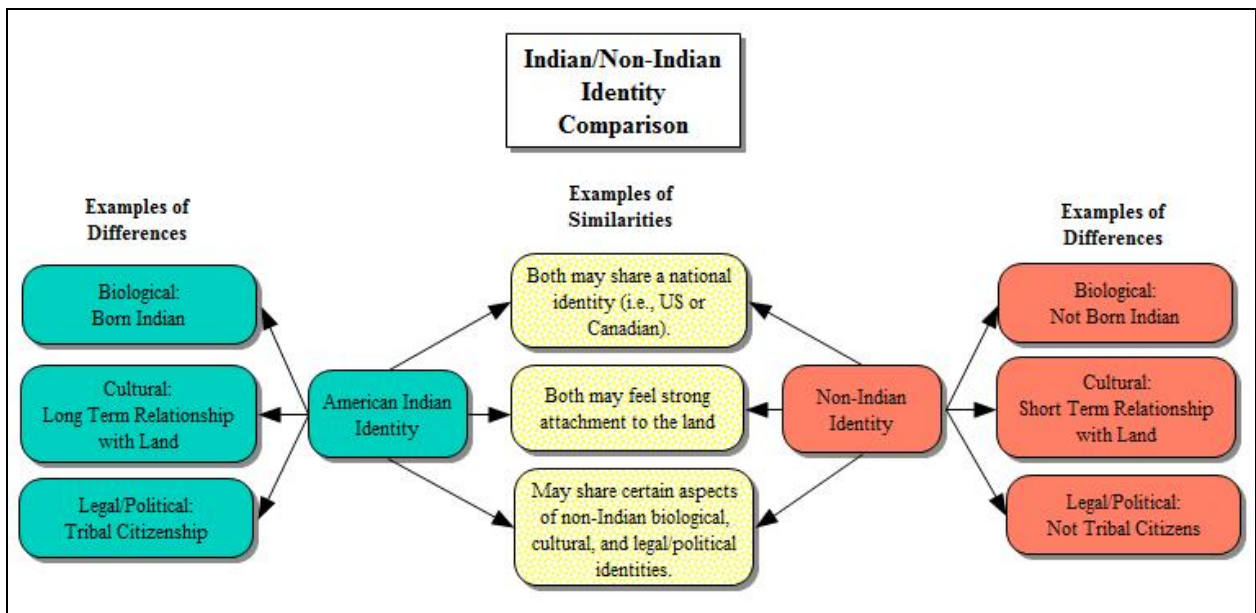 Indian/Non-Indian
Identity
Comparison
Examples of
Differences
Biological:
Born Indian
Cultural:
Long Term Relationship
with Land
Legal/Political:
Tribal Citizenship
American Indian
Identity
Examples of
Similarities
Both may share a national
identity (i.e., US or
Canadian).
Both may feel strong
attachment to the land
May share certain aspects
of non-Indian biological,
cultural, and legal/political
identities.
Non-Indian
Identity
Examples of
Differences
Biological:
Not Born Indian
Cultural:
Short Term Relationship
with Land
Legal/Political:
Not Tribal Citizens